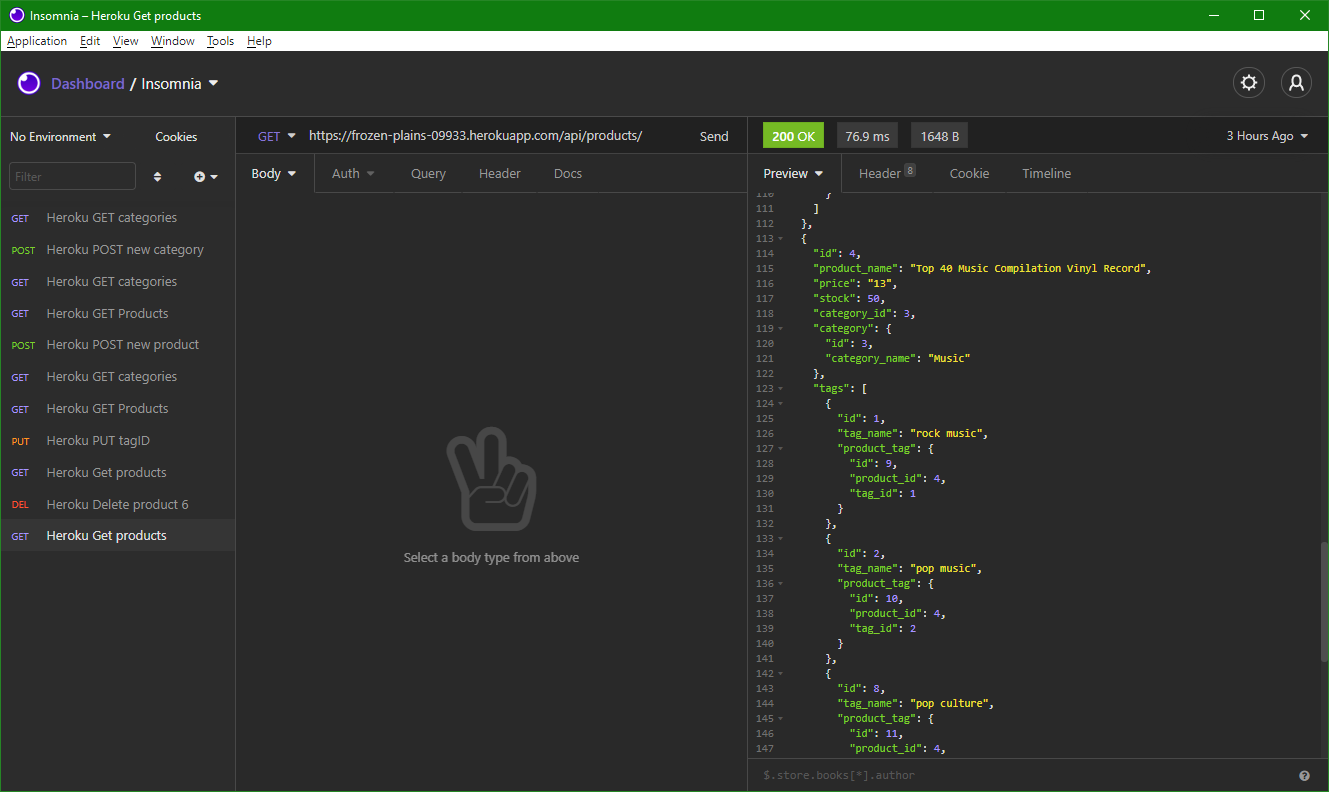 Insomnia – Heroku Get products
Application Edit View Window Tools Help
Dashboard / Insomnia
No Environment Cookies
Filter
GET Heroku GET categories
POST Heroku POST new category
GET Heroku GET categories
GET Heroku GET Products
POST Heroku POST new product
GET Heroku GET categories
GET Heroku GET Products
PUT Heroku PUT tagID
GET Heroku Get products
DEL Heroku Delete product 6
GET Heroku Get products
GET https://frozen-plains-09933.herokuapp.com/api/products/ Send
Body Auth Query Header Docs
Select a body type from above
200 OK 76.9 ms 1648 B 3 Hours Ago
Preview Header 8 Cookie Timeline
110 }
111 ]
112 },
113 {
114 "id": 4,
115 "product_name": "Top 40 Music Compilation Vinyl Record",
116 "price": "13",
117 "stock": 50,
118 "category_id": 3,
119 "category": {
120 "id": 3,
121 "category_name": "Music"
122 },
123 "tags": [
124 {
125 "id": 1,
126 "tag_name": "rock music",
127 "product_tag": {
128 "id": 9,
129 "product_id": 4,
130 "tag_id": 1
131 }
132 },
133 {
134 "id": 2,
135 "tag_name": "pop music",
136 "product_tag": {
137 "id": 10,
138 "product_id": 4,
139 "tag_id": 2
140 }
141 },
142 {
143 "id": 8,
144 "tag_name": "pop culture",
145 "product_tag": {
146 "id": 11,
147 "product_id": 4,
$.store.books[*].author